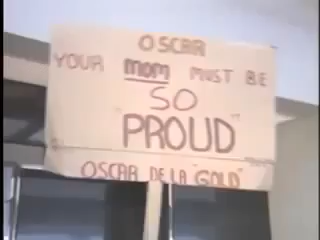 OSCAR
YOUR MOM MUST BE
SO
"PROUD"
OSCAR DE LA "GOLD"